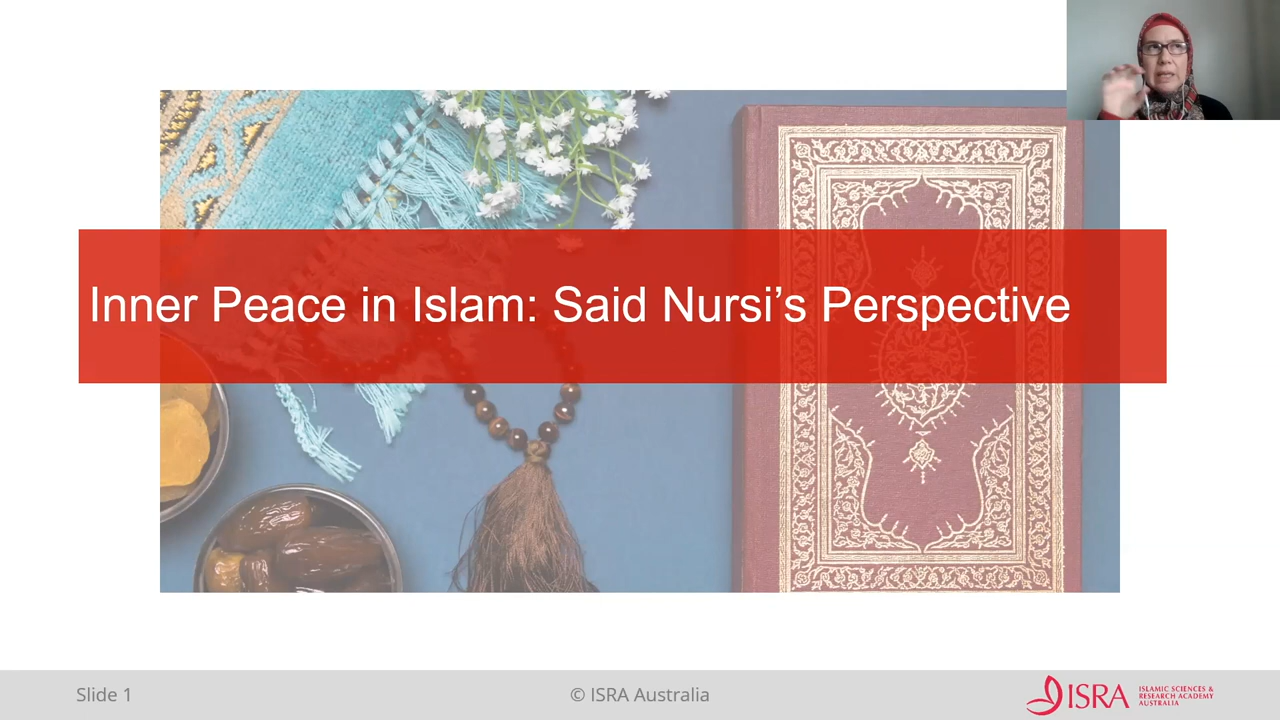 Inner Peace in Islam: Said Nursi’s Perspective
Slide 1
© ISRA Australia
ISRA
ISLAMIC SCIENCES &
RESEARCH ACADEMY
AUSTRALIA